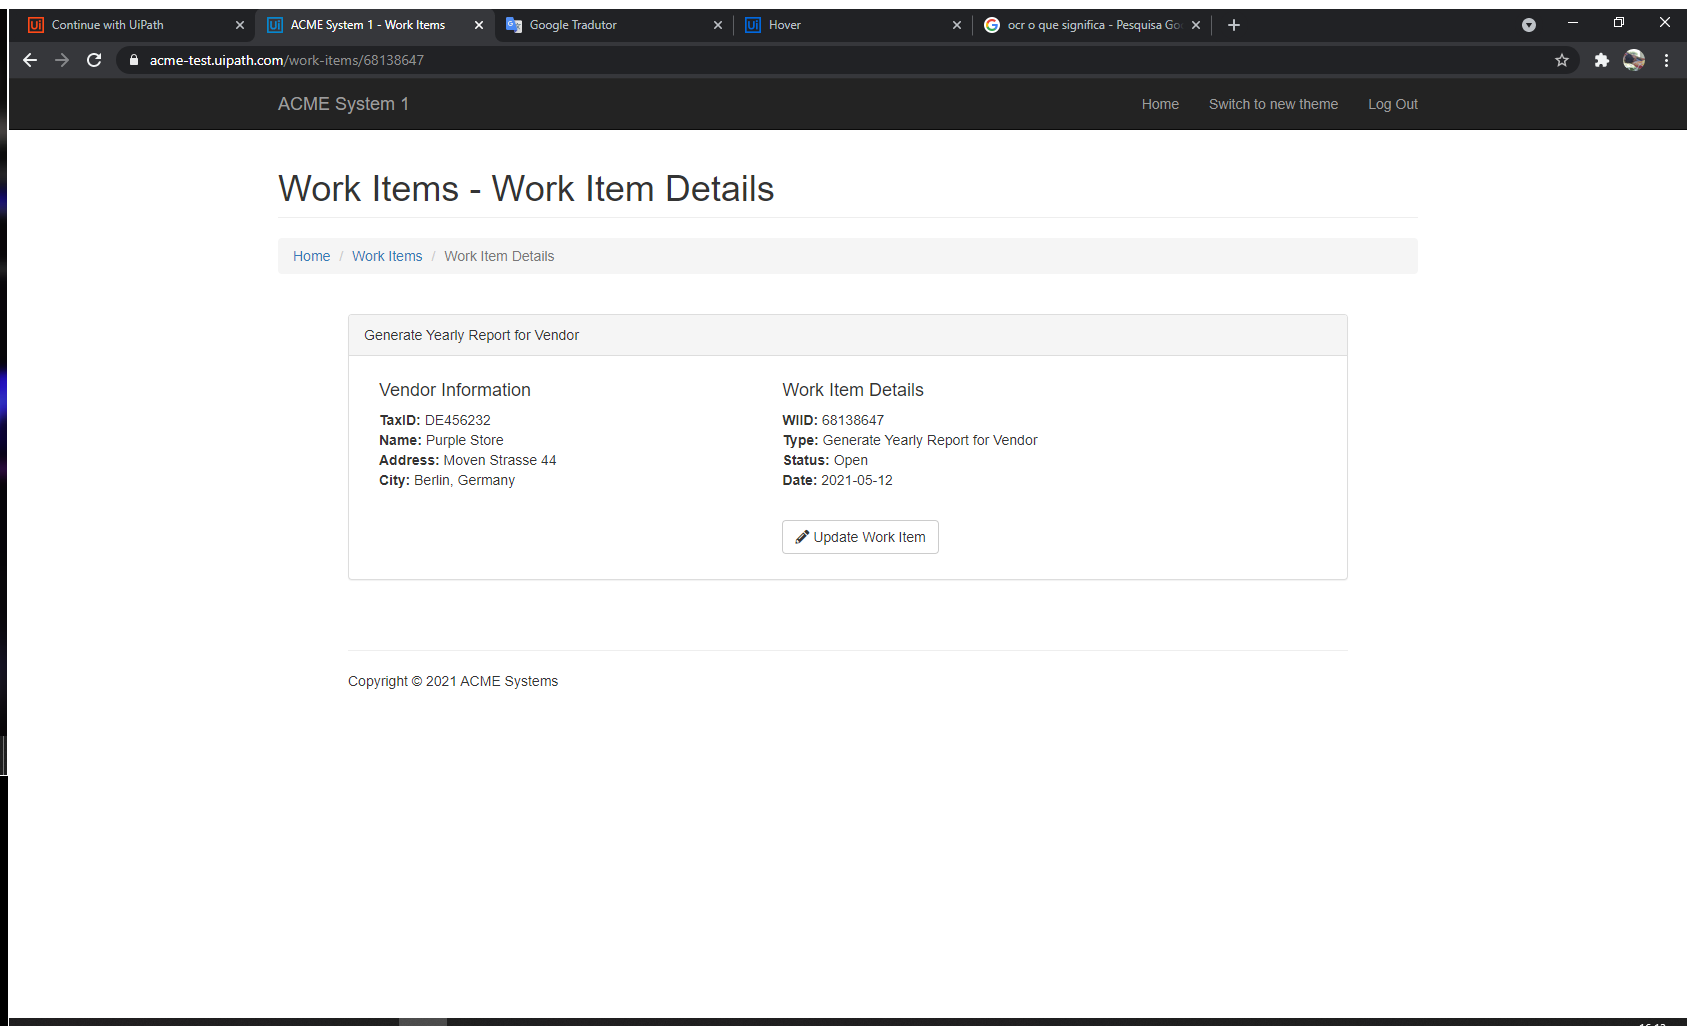 Continue with UiPath
ACME System 1 - Work Items
Google Tradutor
Hover
ocr o que significa - Pesquisa Go
acme-test.uipath.com/work-items/68138647
ACME System 1
Home
Switch to new theme
Log Out
Work Items - Work Item Details
Home / Work Items / Work Item Details
Generate Yearly Report for Vendor
Vendor Information
TaxID: DE456232
Name: Purple Store
Address: Moven Strasse 44
City: Berlin, Germany
Work Item Details
WIID: 68138647
Type: Generate Yearly Report for Vendor
Status: Open
Date: 2021-05-12
Update Work Item
Copyright © 2021 ACME Systems